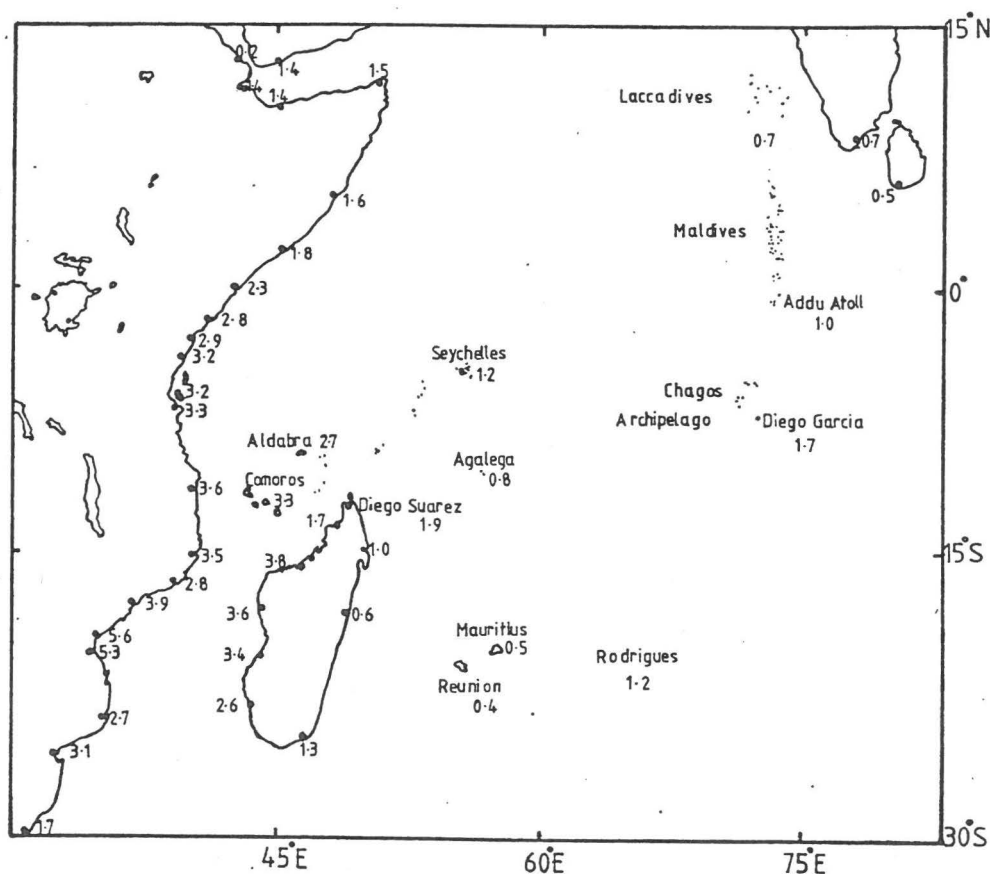 15°N
0·2
1·4
1·5
1·4
Laccadives
0·7
0·7
0·5
1·6
Maldives
1·8
2·3
0°
Addu Atoll
1·0
2·8
2·9
3·2
Seychelles
1·2
3·2
3·3
Chagos
Archipelago
Diego Garcia
1·7
Aldabra 2·7
Agalega
0·8
Comoros
3·3
3·6
Diego Suarez
1·9
1·7
1·0
15°S
3·5
3·8
2·8
3·9
3·6
0·6
5·6
5·3
Mauritius
0·5
3·4
Rodrigues
1·2
Reunion
0·4
2·6
2·7
1·3
3·1
1·7
30°S
45°E
60°E
75°E